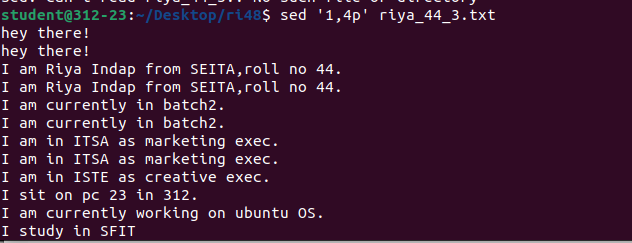 student@312-23:~/Desktop/ri48$ sed '1,4p' riya_44_3.txt
hey there!
hey there!
I am Riya Indap from SEITA,roll no 44.
I am Riya Indap from SEITA,roll no 44.
I am currently in batch2.
I am currently in batch2.
I am in ITSA as marketing exec.
I am in ITSA as marketing exec.
I am in ISTE as creative exec.
I sit on pc 23 in 312.
I am currently working on ubuntu OS.
I study in SFIT